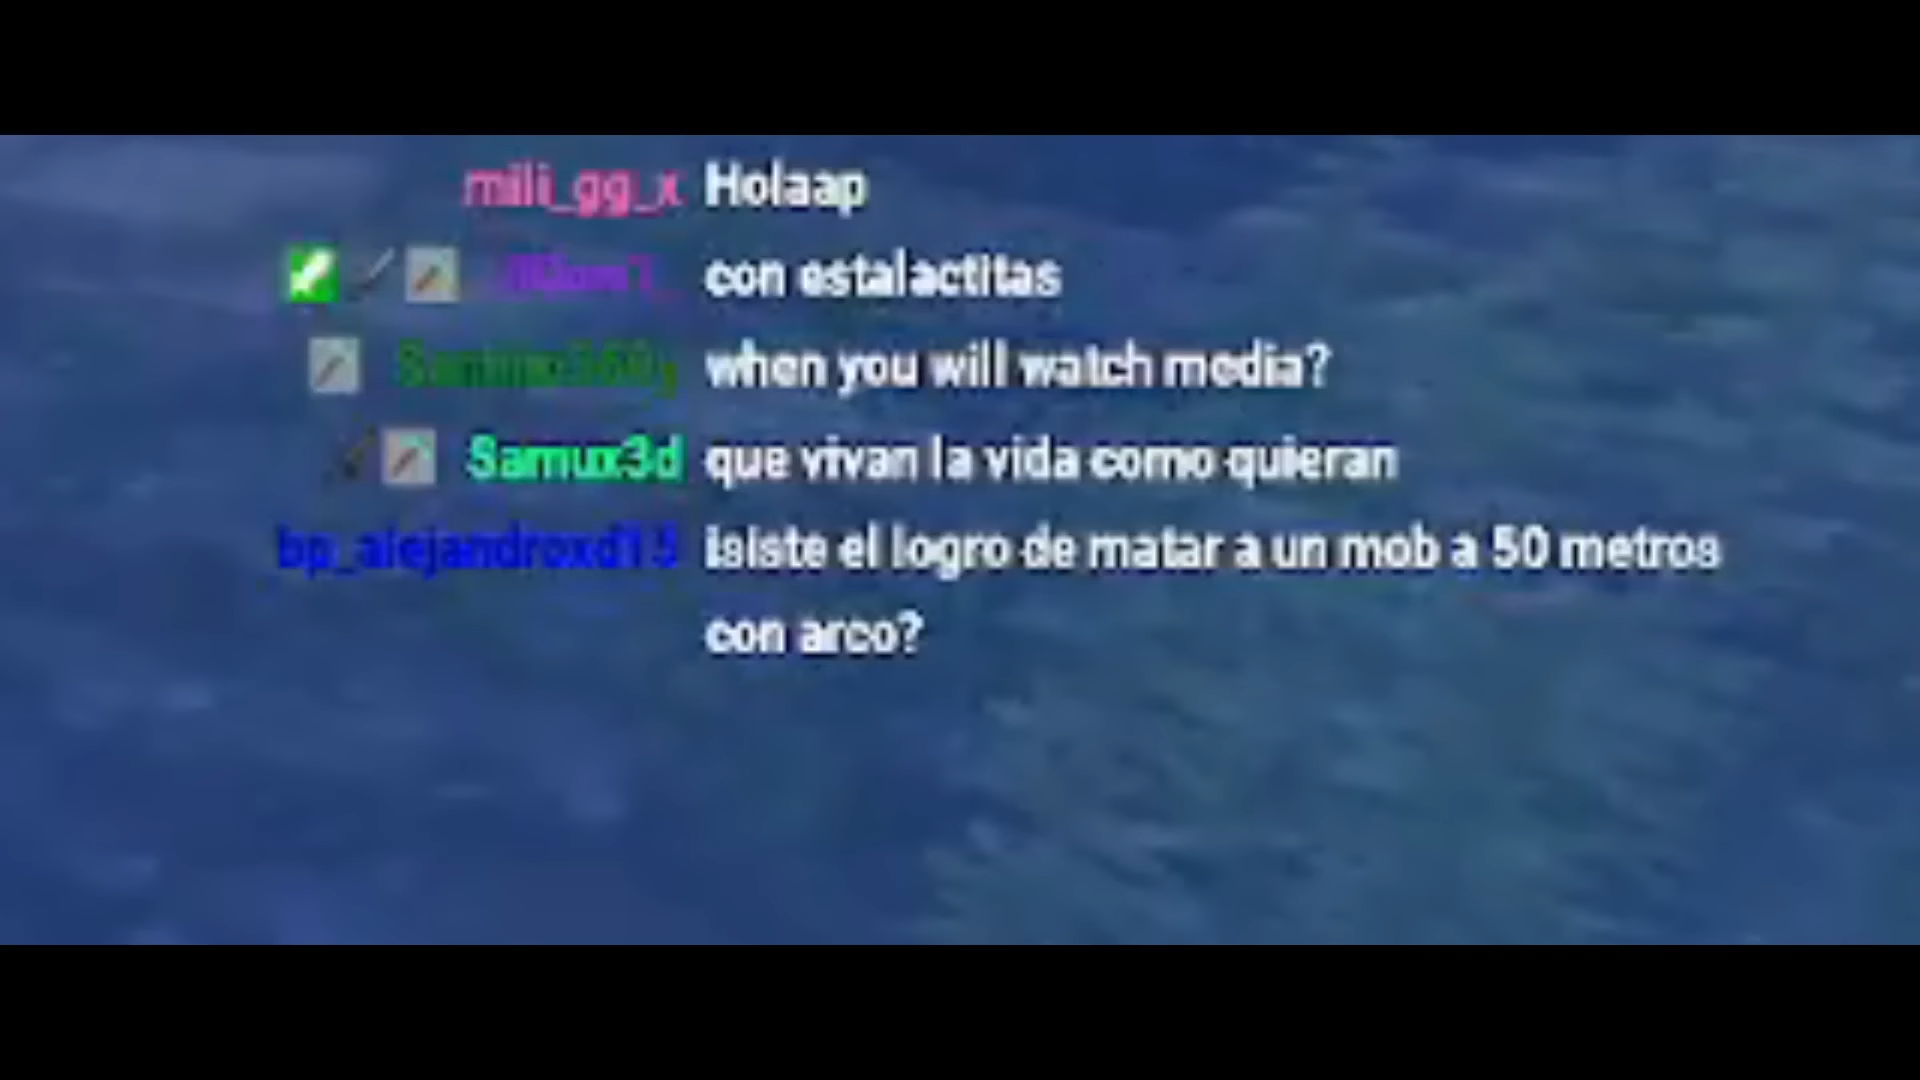 mili_gg_x Holaap
con estalactitas
when you will watch media?
Samux3d que vivan la vida como quieran
bp_alejandroxd15 isiste el logro de matar a un mob a 50 metros
con arco?